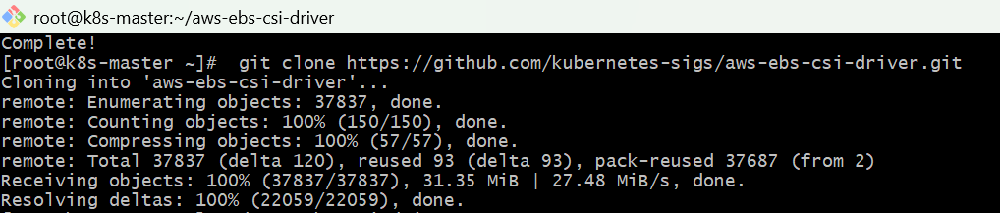 root@k8s-master:~/aws-ebs-csi-driver
Complete!
[root@k8s-master ~]#  git clone https://github.com/kubernetes-sigs/aws-ebs-csi-driver.git
Cloning into 'aws-ebs-csi-driver'...
remote: Enumerating objects: 37837, done.
remote: Counting objects: 100% (150/150), done.
remote: Compressing objects: 100% (57/57), done.
remote: Total 37837 (delta 120), reused 93 (delta 93), pack-reused 37687 (from 2)
Receiving objects: 100% (37837/37837), 31.35 MiB | 27.48 MiB/s, done.
Resolving deltas: 100% (22059/22059), done.